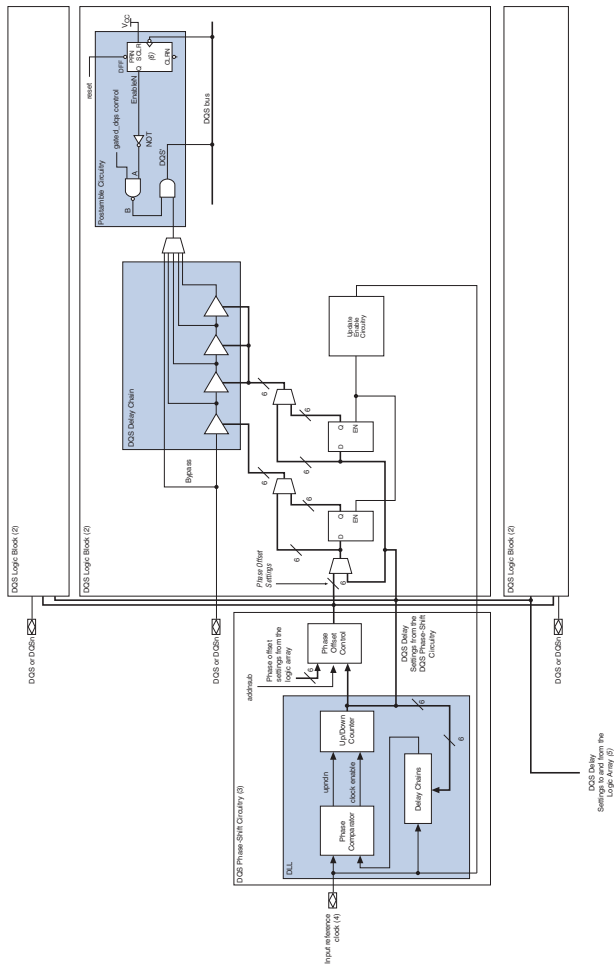 DQS Logic Block (2)
DQS or DQSn
DQS Logic Block (2)
DQS or DQSn
Bypass
DQS Delay Chain
Postamble Circuitry
gated_dqs control
reset
DFF
PRN
SCLR
VCC
Q
(6)
CLRN
EnableN
NOT
A
B
DQS'
DQS bus
Update
Enable
Circuitry
6
6
6
6
6
6
D
Q
EN
D
Q
EN
Phase Offset
Settings
6
DQS Logic Block (2)
DQS or DQSn
DQS Phase-Shift Circuitry (3)
DLL
Input reference
clock (4)
Phase
Comparator
upndn
clock enable
Up/Down
Counter
Delay Chains
6
6
addnsub
Phase offset
settings from the
logic array
6
Phase
Offset
Control
DQS Delay
Settings from the
DQS Phase-Shift
Circuitry
DQS Delay
Settings to and from the
Logic Array (5)